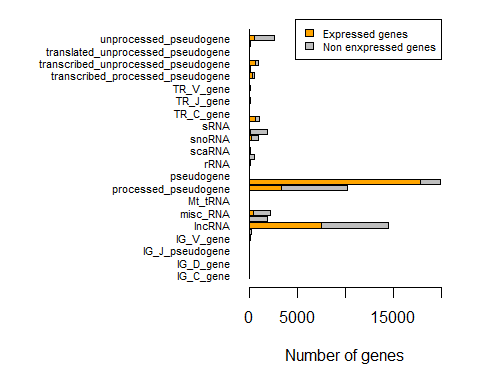 Expressed genes
Non enxpressed genes
unprocessed_pseudogene
translated_unprocessed_pseudogene
transcribed_unprocessed_pseudogene
transcribed_processed_pseudogene
TR_V_gene
TR_J_gene
TR_C_gene
sRNA
snoRNA
scaRNA
rRNA
pseudogene
processed_pseudogene
Mt_tRNA
misc_RNA
lncRNA
IG_V_gene
IG_J_pseudogene
IG_D_gene
IG_C_gene
0 5000 15000
Number of genes